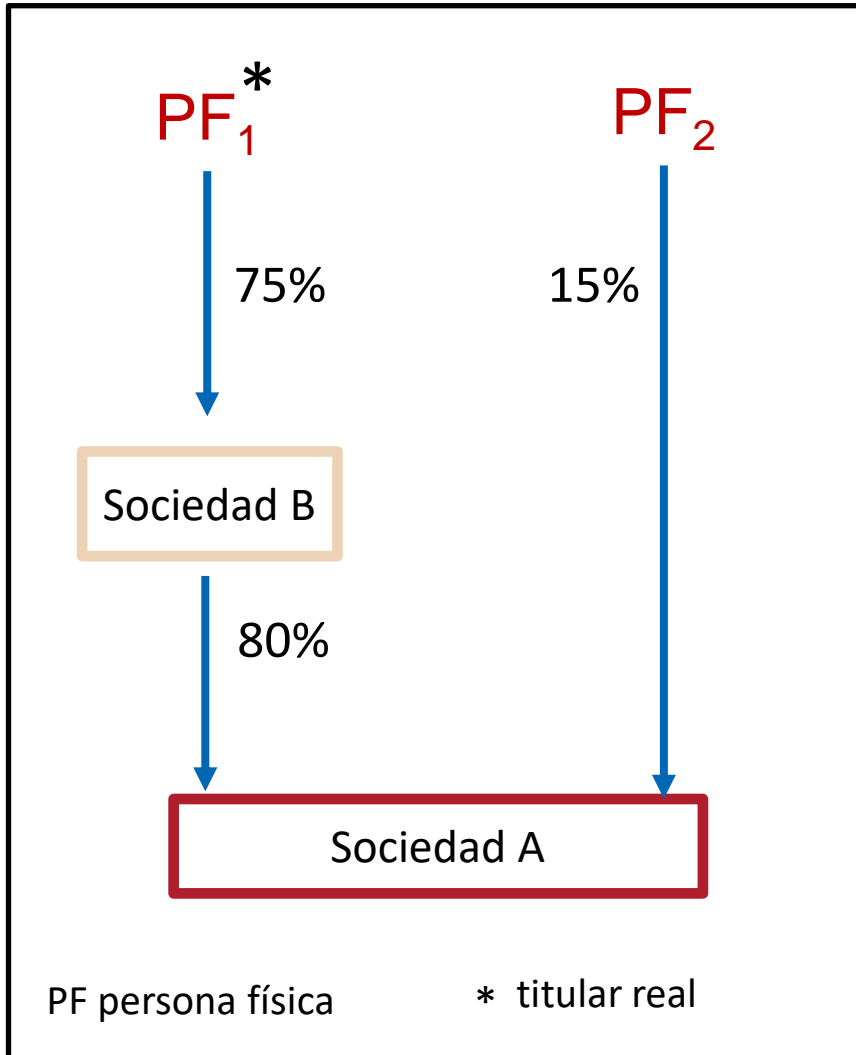 PF₁*
PF₂
75%
15%
Sociedad B
80%
Sociedad A
PF persona física
* titular real